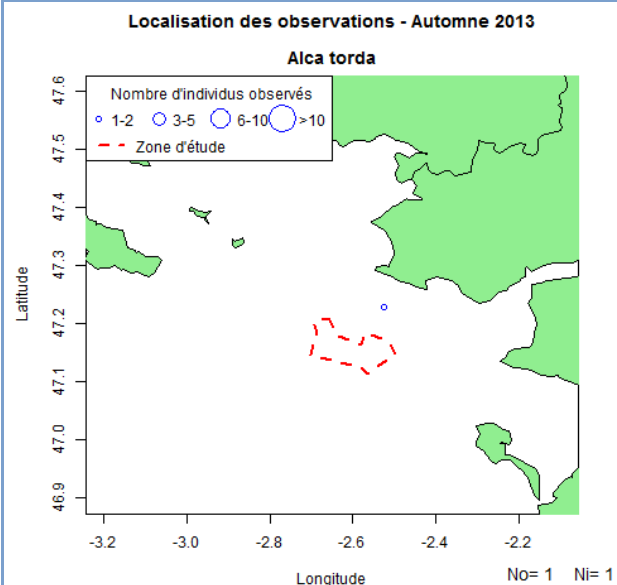 Localisation des observations - Automne 2013
Alca torda
Nombre d'individus observés
1-2 3-5 6-10 >10
Zone d'étude
47.6
47.5
47.4
47.3
47.2
47.1
47.0
46.9
Latitude
-3.2 -3.0 -2.8 -2.6 -2.4 -2.2
Longitude
No= 1 Ni= 1